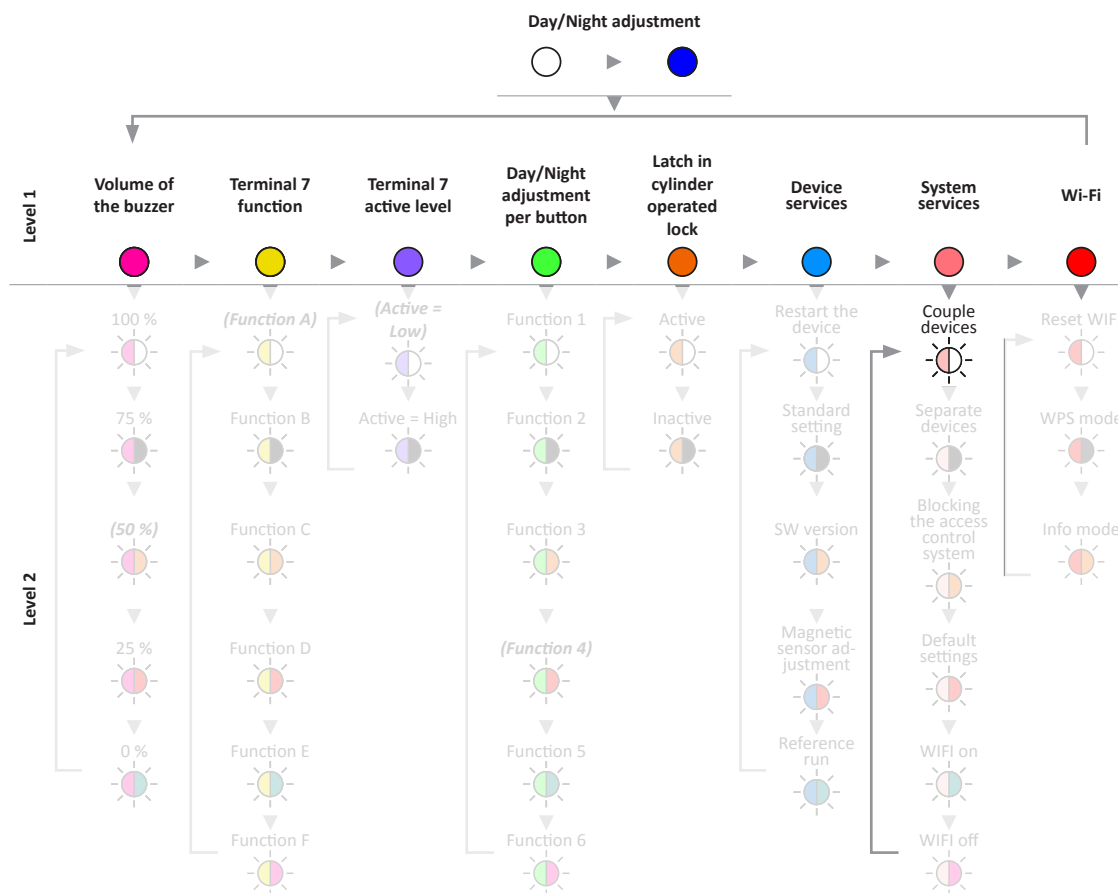 Day/Night adjustment
Level 1
Volume of
the buzzer
Terminal 7
function
Terminal 7
active level
Day/Night
adjustment
per button
Latch in
cylinder
operated
lock
Device
services
System
services
Wi-Fi
Level 2
100 %
75 %
(50 %)
25 %
0 %
(Function A)
Function B
Function C
Function D
Function E
Function F
(Active =
Low)
Active = High
Function 1
Function 2
Function 3
(Function 4)
Function 5
Function 6
Active
Inactive
Restart the
device
Standard
setting
SW version
Magnetic
sensor ad-
justment
Reference
run
Couple
devices
Separate
devices
Blocking
the access
control
system
Default
settings
WIFI on
WIFI off
Reset WIFI
WPS mode
Info mode